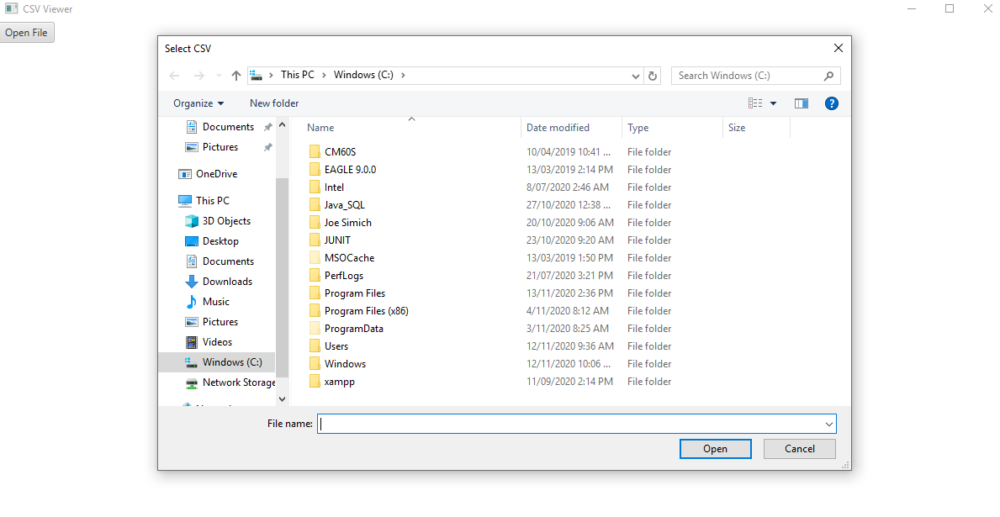 CSV Viewer
Open File
Select CSV
This PC > Windows (C:) >
Search Windows (C:)
Organize
New folder
?
Documents
Pictures
OneDrive
This PC
3D Objects
Desktop
Documents
Downloads
Music
Pictures
Videos
Windows (C:)
Network Storage
Name Date modified Type Size
CM60S 10/04/2019 10:41 ... File folder
EAGLE 9.0.0 13/03/2019 2:14 PM File folder
Intel 8/07/2020 2:46 AM File folder
Java_SQL 27/10/2020 12:38 ... File folder
Joe Simich 20/10/2020 9:06 AM File folder
JUNIT 23/10/2020 9:20 AM File folder
MSOCache 13/03/2019 1:50 PM File folder
PerfLogs 21/07/2020 3:21 PM File folder
Program Files 13/11/2020 2:36 PM File folder
Program Files (x86) 4/11/2020 8:12 AM File folder
ProgramData 3/11/2020 8:25 AM File folder
Users 12/11/2020 9:36 AM File folder
Windows 12/11/2020 10:06 ... File folder
xampp 11/09/2020 2:14 PM File folder
File name:
Open
Cancel